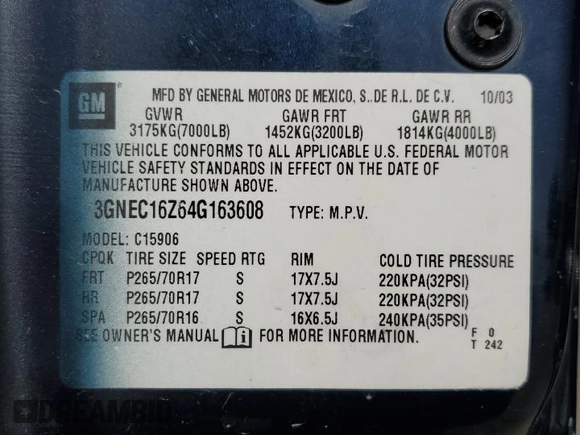 GM
MFD BY GENERAL MOTORS DE MEXICO, S. DE R.L. DE C.V. 10/03
GVWR GAWR FRT GAWR RR
3175KG(7000LB) 1452KG(3200LB) 1814KG(4000LB)
THIS VEHICLE CONFORMS TO ALL APPLICABLE U.S. FEDERAL MOTOR
VEHICLE SAFETY STANDARDS IN EFFECT ON THE DATE OF
MANUFACTURE SHOWN ABOVE.
3GNEC16Z64G163608 TYPE: M.P.V.
MODEL: C15906
CPQK TIRE SIZE SPEED RTG RIM COLD TIRE PRESSURE
FRT P265/70R17 S 17X7.5J 220KPA(32PSI)
RR P265/70R17 S 17X7.5J 220KPA(32PSI)
SPA P265/70R16 S 16X6.5J 240KPA(35PSI)
SEE OWNER'S MANUAL i FOR MORE INFORMATION.
F 0
T 242
DREAMBID